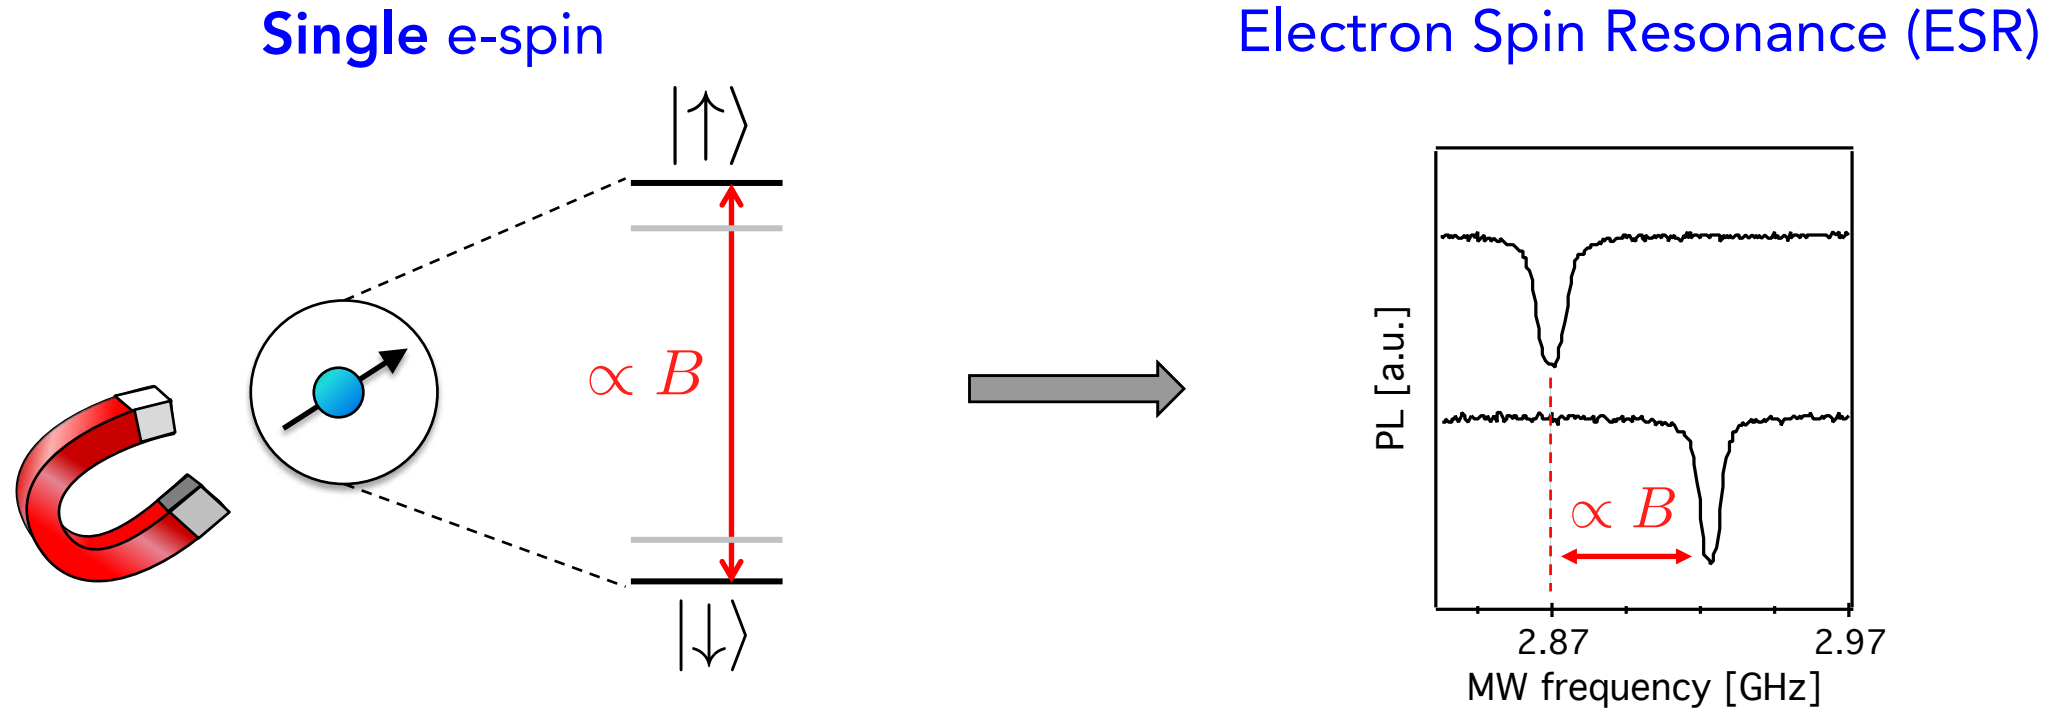 Single e-spin
Electron Spin Resonance (ESR)
|↑⟩
∝ B
|↓⟩
PL [a.u.]
∝ B
2.87 2.97
MW frequency [GHz]